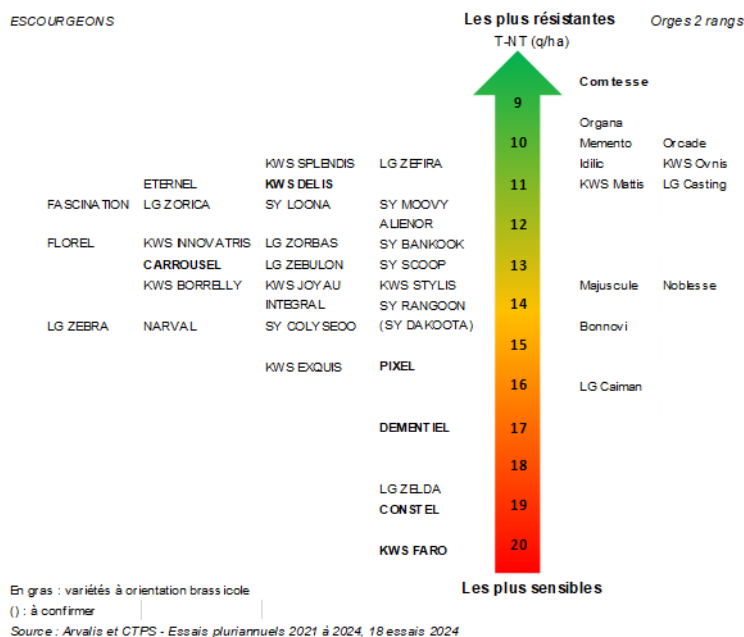 ESCOURGEONS Les plus résistantes Orges 2 rangs
T-NT (q/ha)
Comtesse
9
Organa
10 Memento Orcade
KWS SPLENDIS LG ZEFIRA Idilic KWS Ovnis
ETERNEL KWS DELIS 11 KWS Mattis LG Casting
FASCINATION LG ZORICA SY LOONA SY MOOVY
ALIENOR 12
FLOREL KWS INNOVATRIS LG ZORBAS SY BANKOOK
CARROUSEL LG ZEBULON SY SCOOP 13
KWS BORRELLY KWS JOYAU KWS STYLIS Majuscule Noblesse
INTEGRAL SY RANGOON 14
LG ZEBRA NARVAL SY COLYSEOO (SY DAKOOTA) Bonnovi
15
KWS EXQUIS PIXEL
16 LG Caiman
DEMENTIEL 17
18
LG ZELDA
CONSTEL 19
KWS FARO 20
En gras : variétés à orientation brassicole Les plus sensibles
() : à confirmer
Source : Arvalis et CTPS - Essais pluriannuels 2021 à 2024, 18 essais 2024